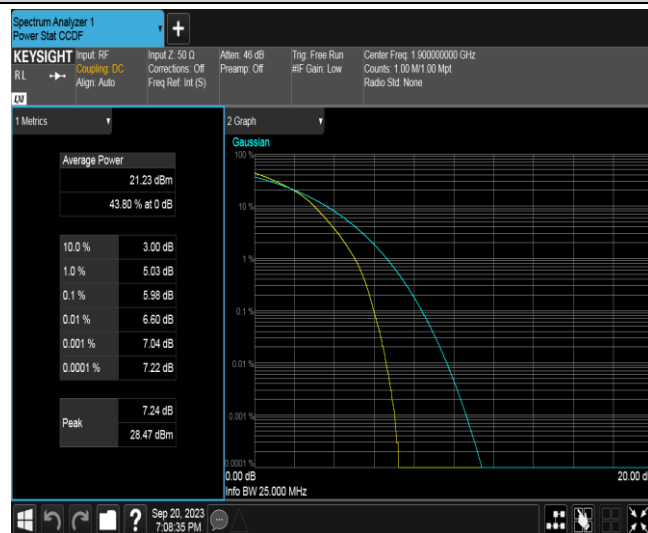 Spectrum Analyzer 1
Power Stat CCDF
+
KEYSIGHT
RL
LXI
Input: RF
Coupling: DC
Align: Auto
Input Z: 50 Ω
Corrections: Off
Freq Ref: Int (S)
Atten: 46 dB
Preamp: Off
Trig: Free Run
#IF Gain: Low
Center Freq: 1.900000000 GHz
Counts: 1.00 M/1.00 Mpt
Radio Std: None
1 Metrics
Average Power
21.23 dBm
43.80 % at 0 dB
10.0 % 3.00 dB
1.0 % 5.03 dB
0.1 % 5.98 dB
0.01 % 6.60 dB
0.001 % 7.04 dB
0.0001 % 7.22 dB
Peak
7.24 dB
28.47 dBm
2 Graph
Gaussian
100 %
10 %
1 %
0.1 %
0.01 %
0.001 %
0.0001 %
0.00 dB
20.00 d
Info BW 25.000 MHz
?
Sep 20, 2023
7:08:35 PM